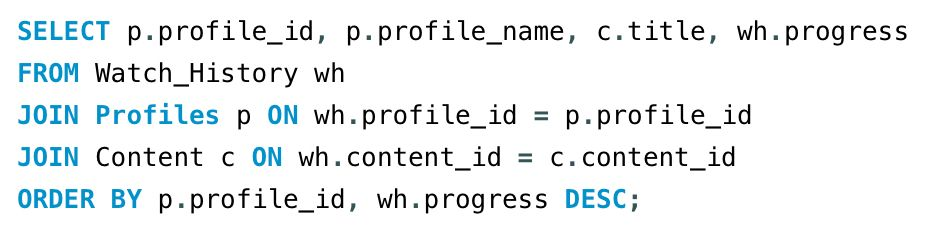 SELECT p.profile_id, p.profile_name, c.title, wh.progress
FROM Watch_History wh
JOIN Profiles p ON wh.profile_id = p.profile_id
JOIN Content c ON wh.content_id = c.content_id
ORDER BY p.profile_id, wh.progress DESC;